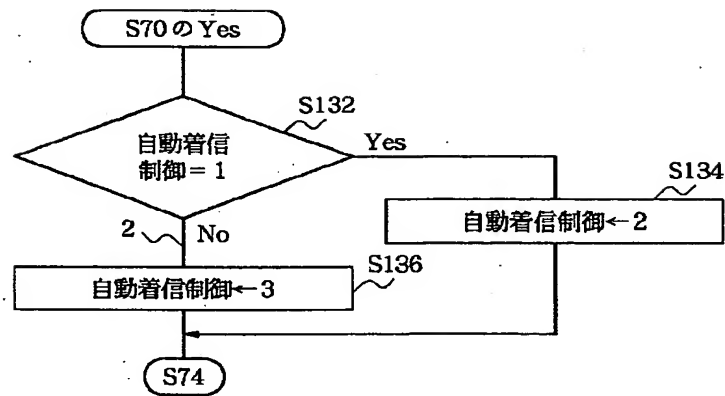 S70のYes
S132
自動着信
制御＝1
Yes
S134
自動着信制御←2
2
No
S136
自動着信制御←3
S74